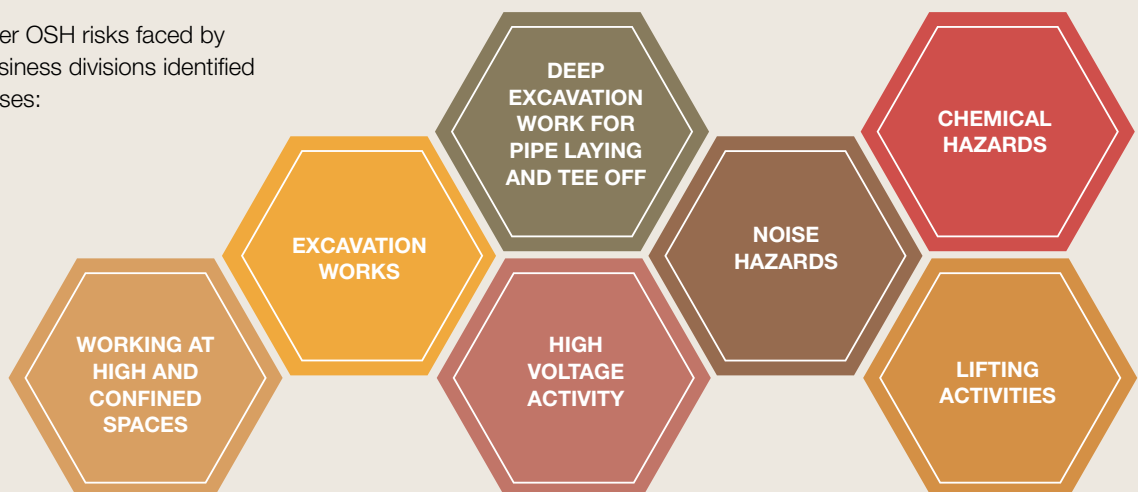 er OSH risks faced by
siness divisions identified
ses:
DEEP
EXCAVATION
WORK FOR
PIPE LAYING
AND TEE OFF
CHEMICAL
HAZARDS
EXCAVATION
WORKS
NOISE
HAZARDS
WORKING AT
HIGH AND
CONFINED
SPACES
HIGH
VOLTAGE
ACTIVITY
LIFTING
ACTIVITIES